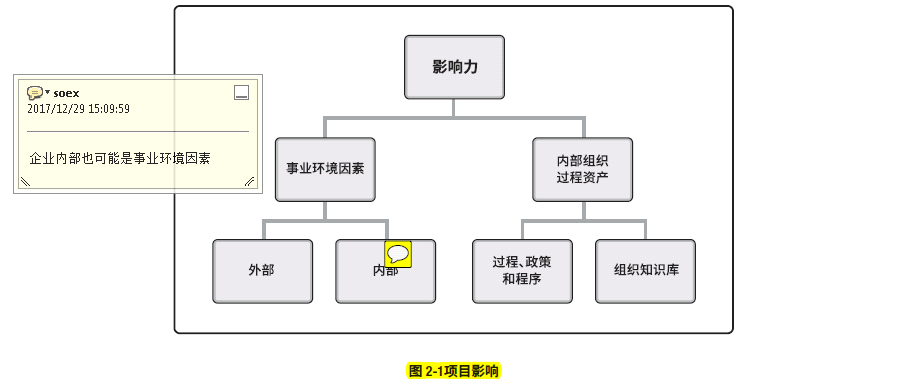 影响力
soex
2017/12/29 15:09:59
企业内部也可能是事业环境因素
事业环境因素
内部组织
过程资产
外部
内部
过程、政策
和程序
组织知识库
图 2-1项目影响